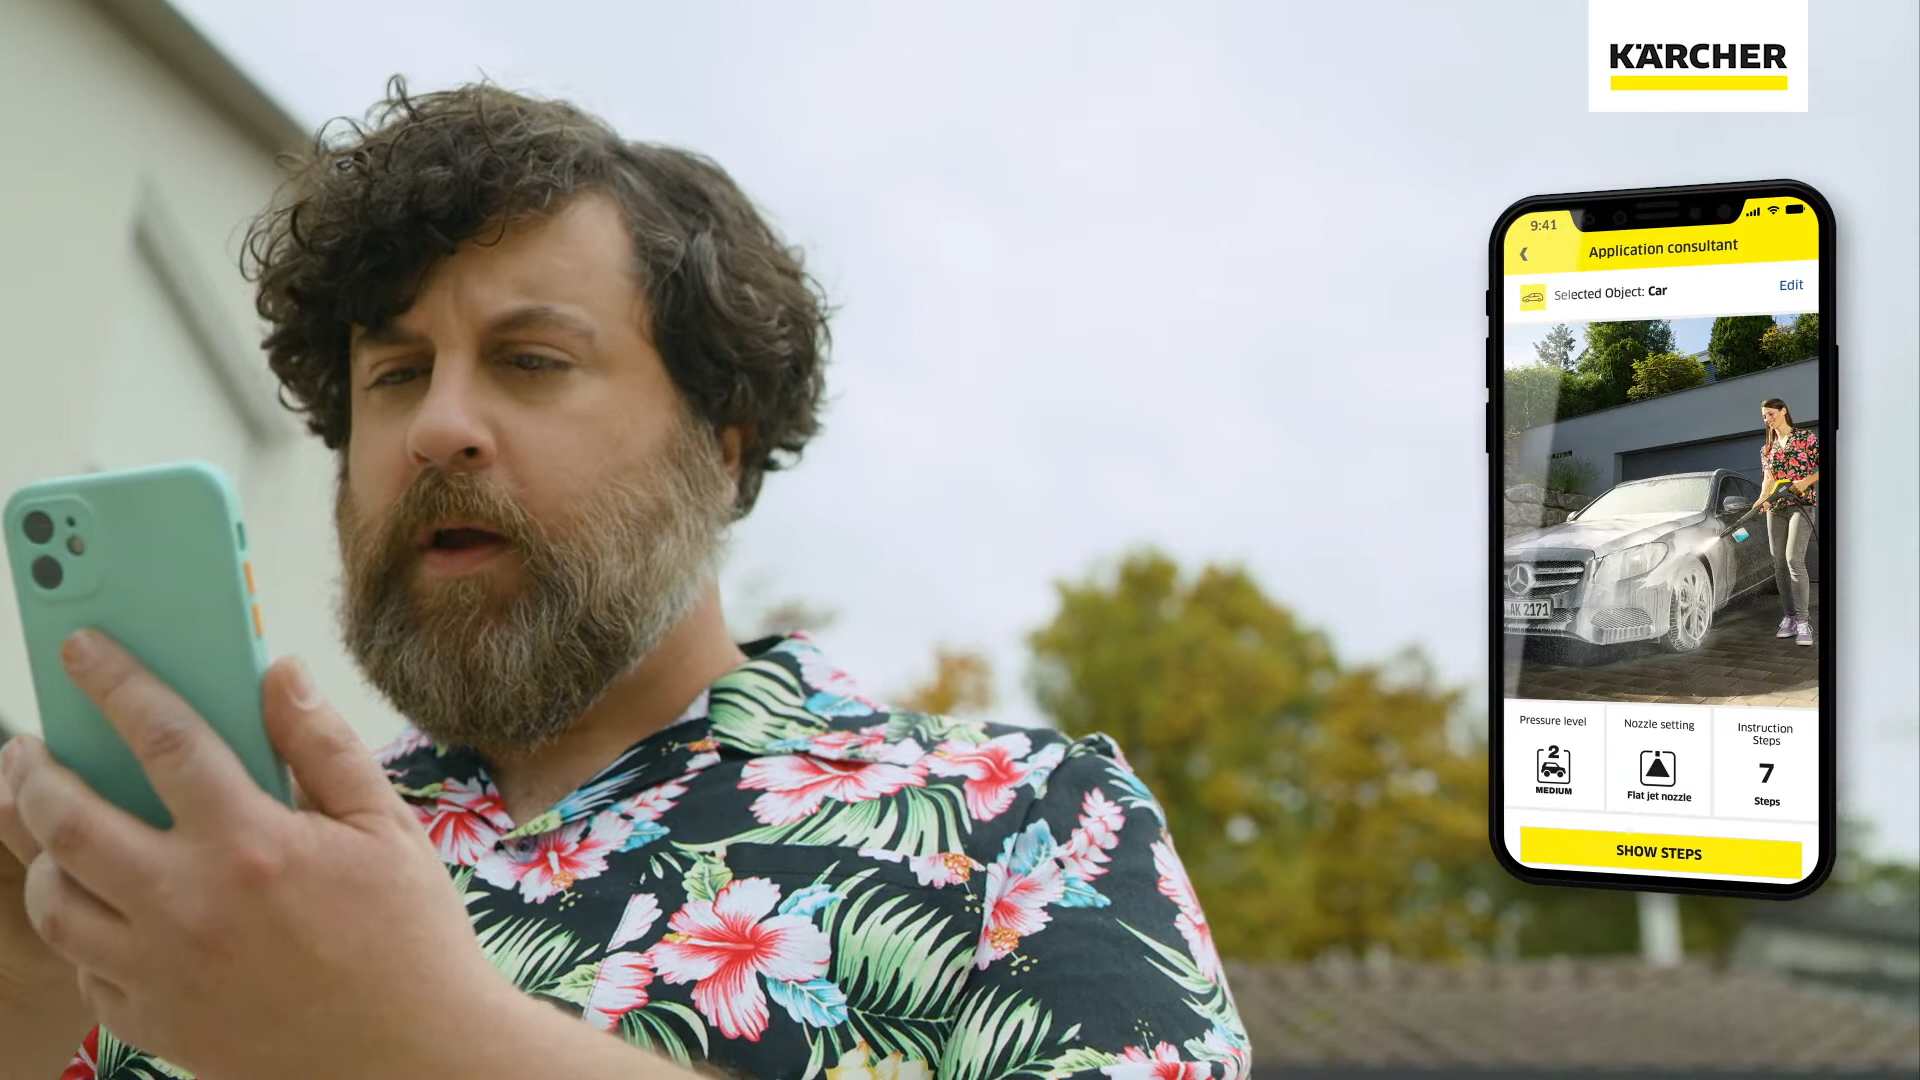 KÄRCHER
9:41
Application consultant
Selected Object: Car
Edit
AK 2171
Pressure level
2
MEDIUM
Nozzle setting
Flat jet nozzle
Instruction
Steps
7
Steps
SHOW STEPS